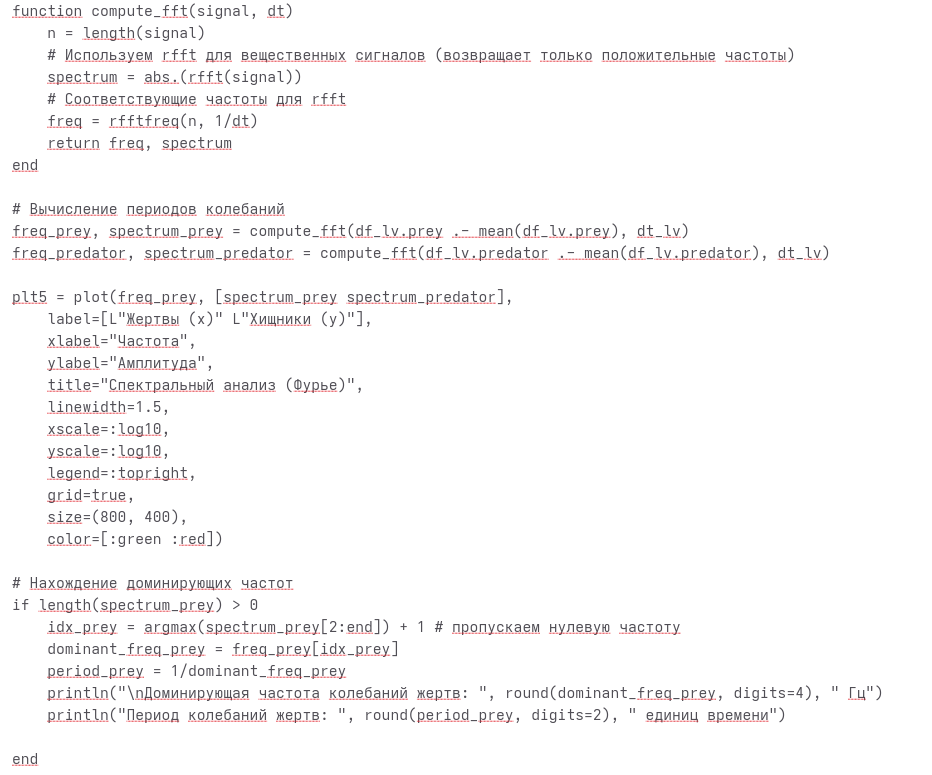 function compute_fft(signal, dt)
    n = length(signal)
    # Используем rfft для вещественных сигналов (возвращает только положительные частоты)
    spectrum = abs.(rfft(signal))
    # Соответствующие частоты для rfft
    freq = rfftfreq(n, 1/dt)
    return freq, spectrum
end

# Вычисление периодов колебаний
freq_prey, spectrum_prey = compute_fft(df_lv.prey .- mean(df_lv.prey), dt_lv)
freq_predator, spectrum_predator = compute_fft(df_lv.predator .- mean(df_lv.predator), dt_lv)

plt5 = plot(freq_prey, [spectrum_prey spectrum_predator],
    label=[L"Жертвы (x)" L"Хищники (y)"],
    xlabel="Частота",
    ylabel="Амплитуда",
    title="Спектральный анализ (Фурье)",
    linewidth=1.5,
    xscale=:log10,
    yscale=:log10,
    legend=:topright,
    grid=true,
    size=(800, 400),
    color=[:green :red])

# Нахождение доминирующих частот
if length(spectrum_prey) > 0
    idx_prey = argmax(spectrum_prey[2:end]) + 1 # пропускаем нулевую частоту
    dominant_freq_prey = freq_prey[idx_prey]
    period_prey = 1/dominant_freq_prey
    println("\nДоминирующая частота колебаний жертв: ", round(dominant_freq_prey, digits=4), " Гц")
    println("Период колебаний жертв: ", round(period_prey, digits=2), " единиц времени")

end